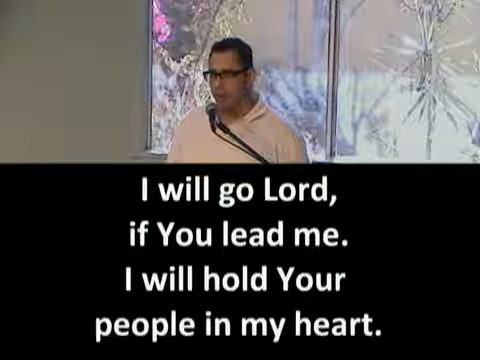 I will go Lord,
if You lead me.
I will hold Your
people in my heart.